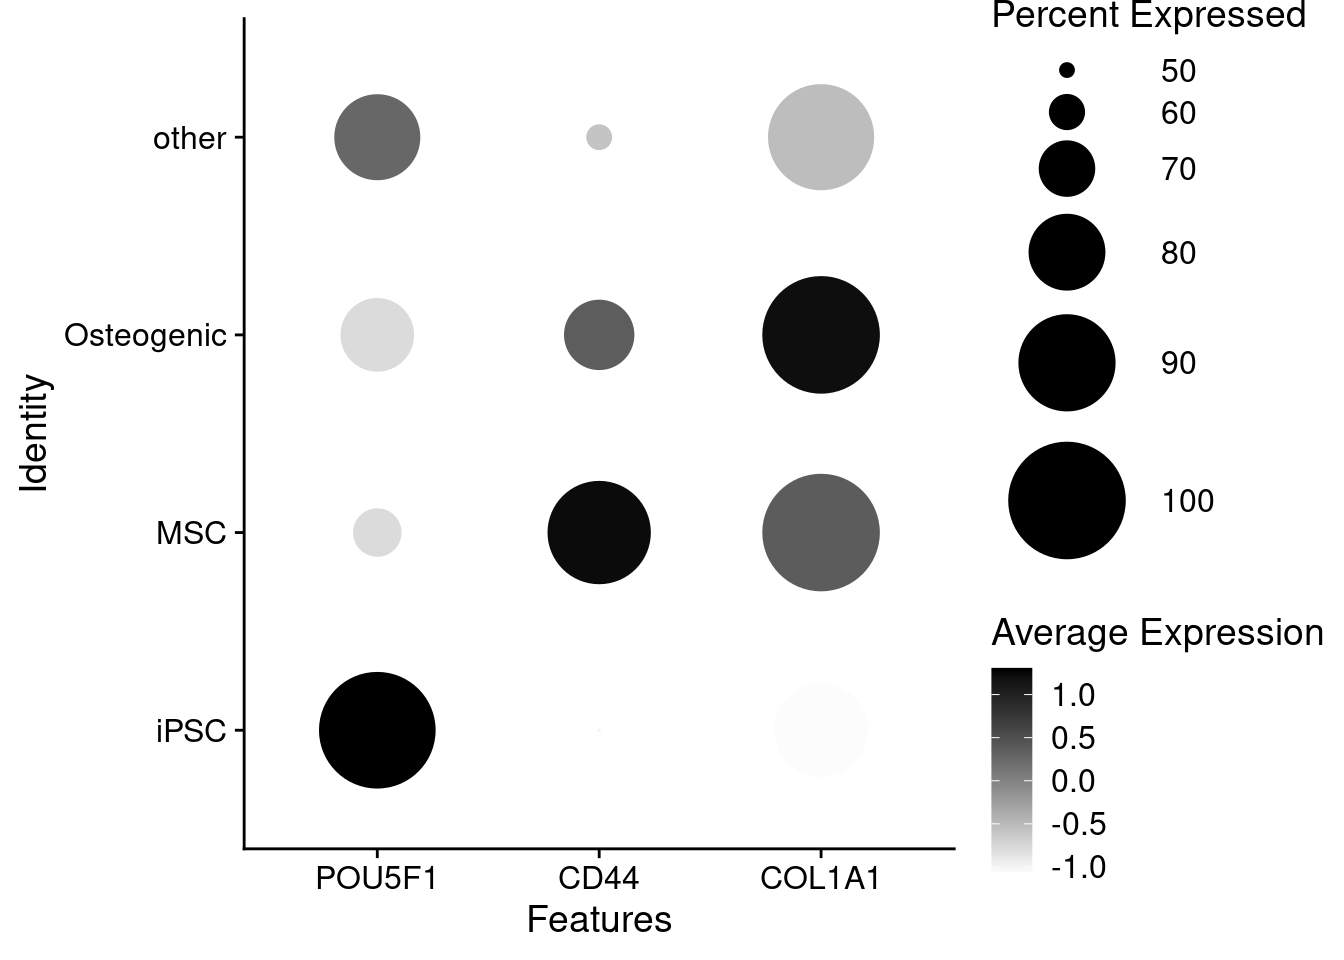 Percent Expressed
50
60
70
80
90
100
other
Osteogenic
MSC
iPSC
Identity
POU5F1 CD44 COL1A1
Features
Average Expression
1.0
0.5
0.0
-0.5
-1.0